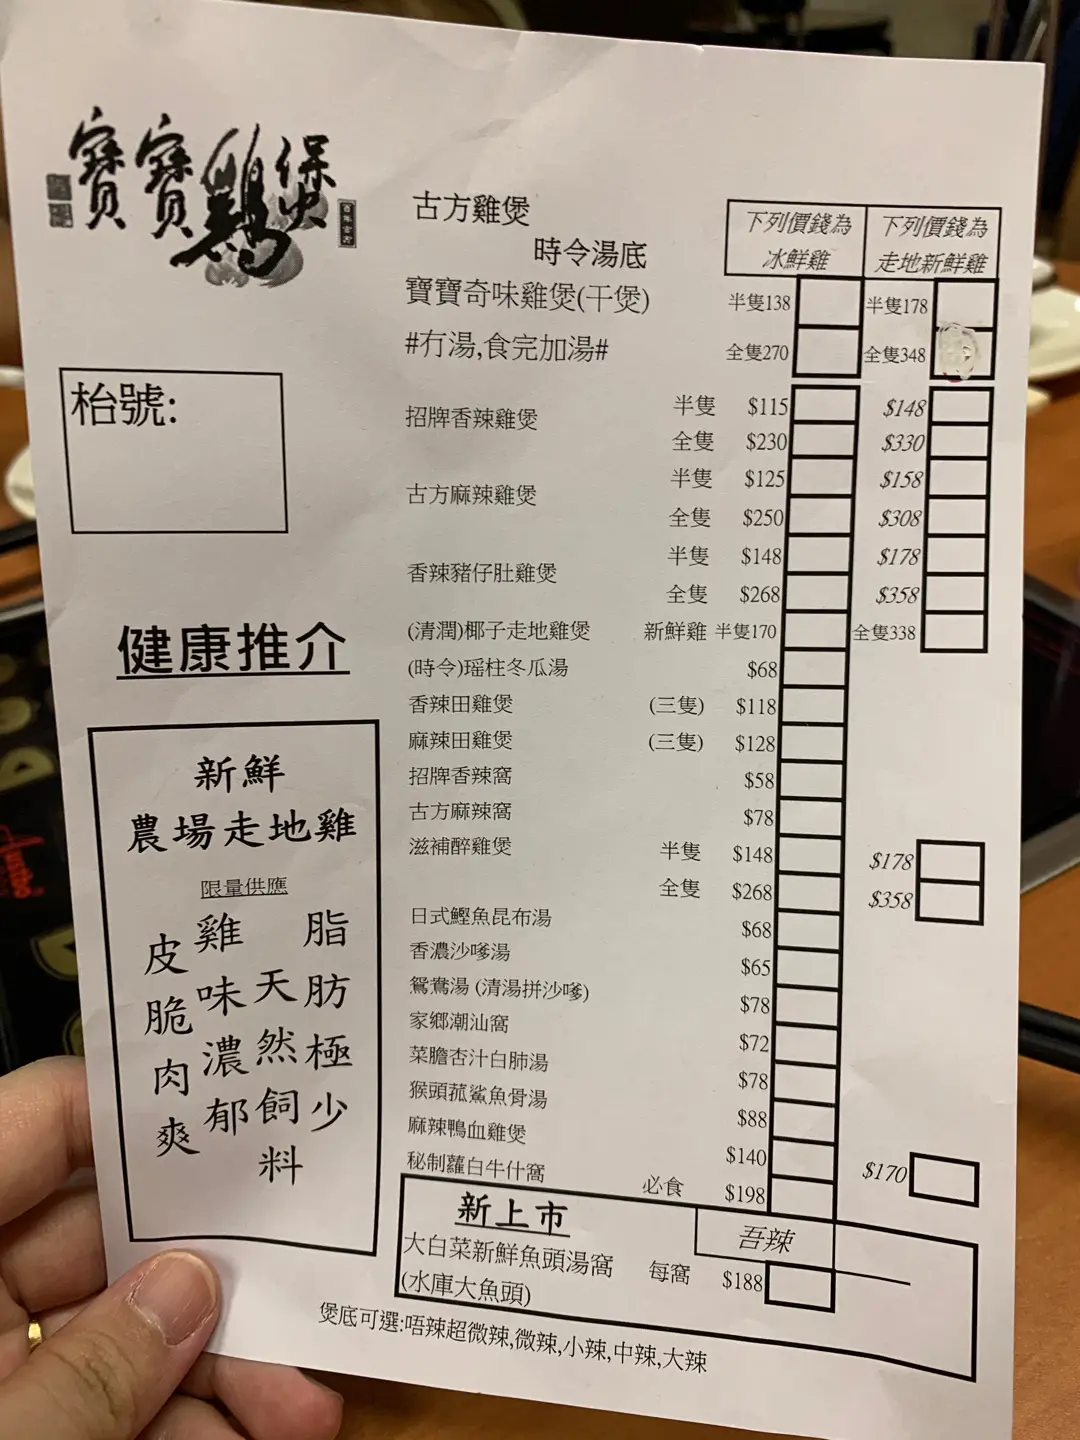 寶寶雞煲
古方雞煲
時令湯底
下列價錢為 下列價錢為
冰鮮雞 走地新鮮雞
寶寶奇味雞煲(干煲) 半隻138 半隻178
#冇湯,食完加湯# 全隻270 全隻348
枱號:
招牌香辣雞煲 半隻 $115 $148
全隻 $230 $330
古方麻辣雞煲 半隻 $125 $158
全隻 $250 $308
香辣豬仔肚雞煲 半隻 $148 $178
全隻 $268 $358
(清潤)椰子走地雞煲 新鮮雞 半隻170 全隻338
(時令)瑶柱冬瓜湯 $68
香辣田雞煲 (三隻) $118
麻辣田雞煲 (三隻) $128
招牌香辣窩 $58
古方麻辣窩 $78
滋補醉雞煲 半隻 $148 $178
全隻 $268 $358
日式鰹魚昆布湯 $68
香濃沙嗲湯 $65
鴛鴦湯 (清湯拼沙嗲) $78
家鄉潮汕窩 $72
菜膽杏汁白肺湯 $78
猴頭菰鯊魚骨湯 $88
麻辣鴨血雞煲 $140 $170
秘制蘿白牛什窩 必食 $198
健康推介
新鮮
農場走地雞
限量供應
皮脆肉爽
雞味濃郁
天然飼料
脂肪極少
新上市
吾辣
大白菜新鮮魚頭湯窩 每窩 $188
(水庫大魚頭)
煲底可選:唔辣超微辣,微辣,小辣,中辣,大辣